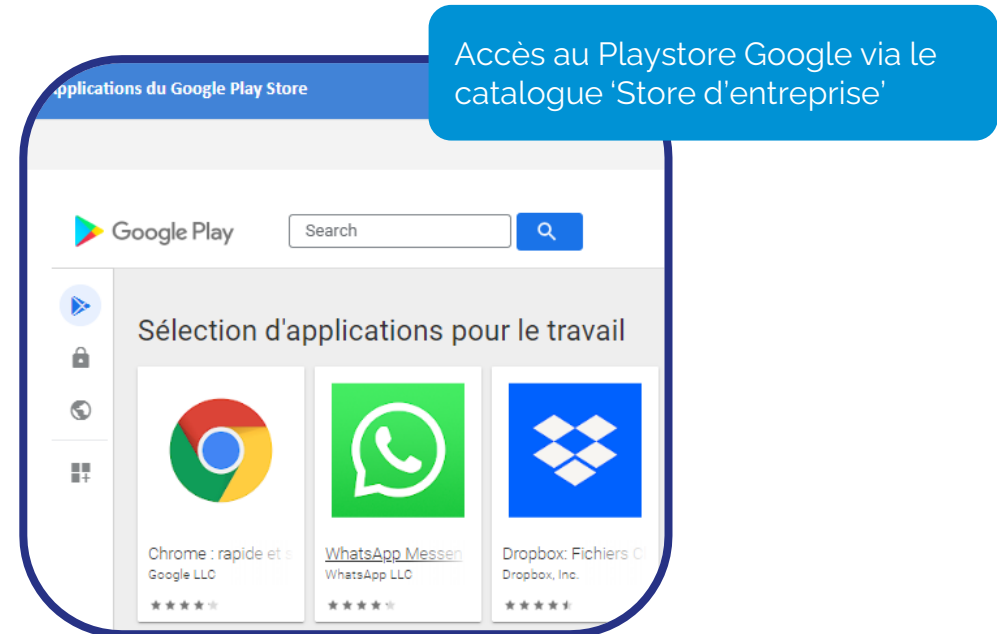 Accès au Playstore Google via le
catalogue ‘Store d’entreprise’
Applications du Google Play Store
Google Play
Search
Sélection d'applications pour le travail
Chrome : rapide et s
Google LLC
WhatsApp Messen
WhatsApp LLC
Dropbox: Fichiers C
Dropbox, Inc.